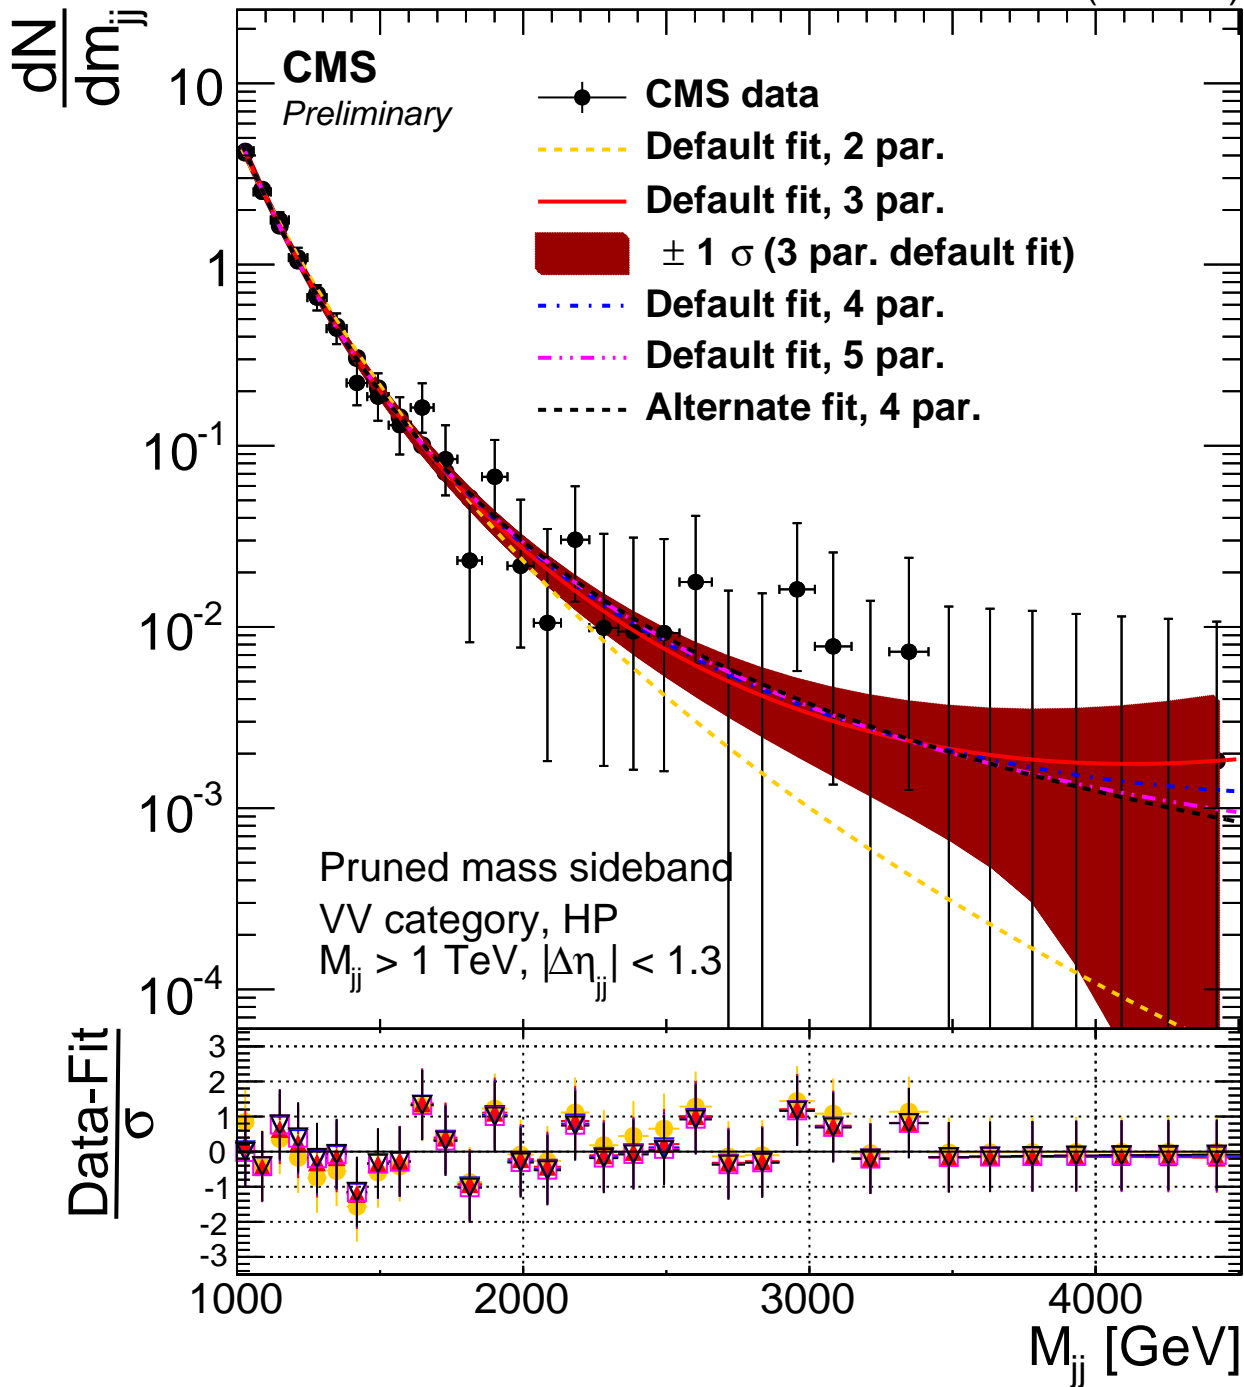 dN
dm_jj
CMS
Preliminary
CMS data
Default fit, 2 par.
Default fit, 3 par.
± 1 σ (3 par. default fit)
Default fit, 4 par.
Default fit, 5 par.
Alternate fit, 4 par.
10
1
10^-1
10^-2
10^-3
10^-4
Pruned mass sideband
VV category, HP
M_jj > 1 TeV, |Δη_jj| < 1.3
Data-Fit
σ
3
2
1
0
-1
-2
-3
1000 2000 3000 4000
M_jj [GeV]